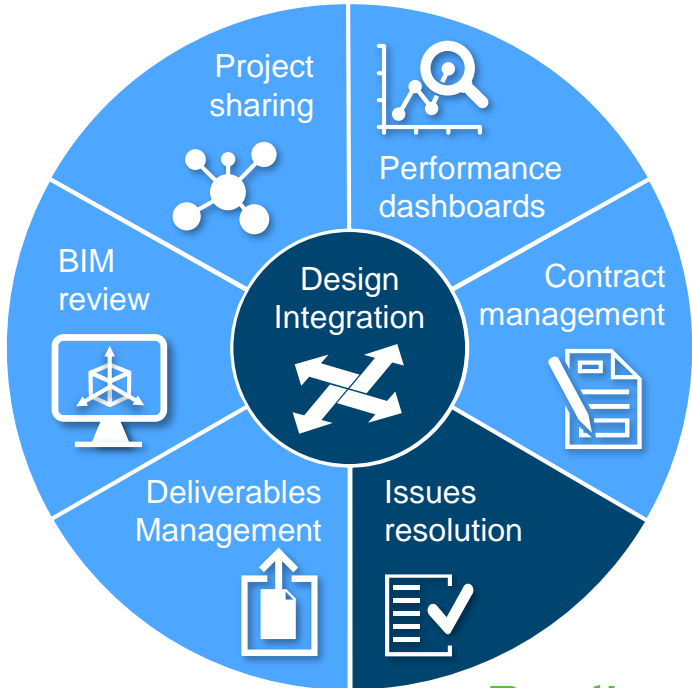 Project
sharing
Performance
dashboards
BIM
review
Design
Integration
Contract
management
Deliverables
Management
Issues
resolution